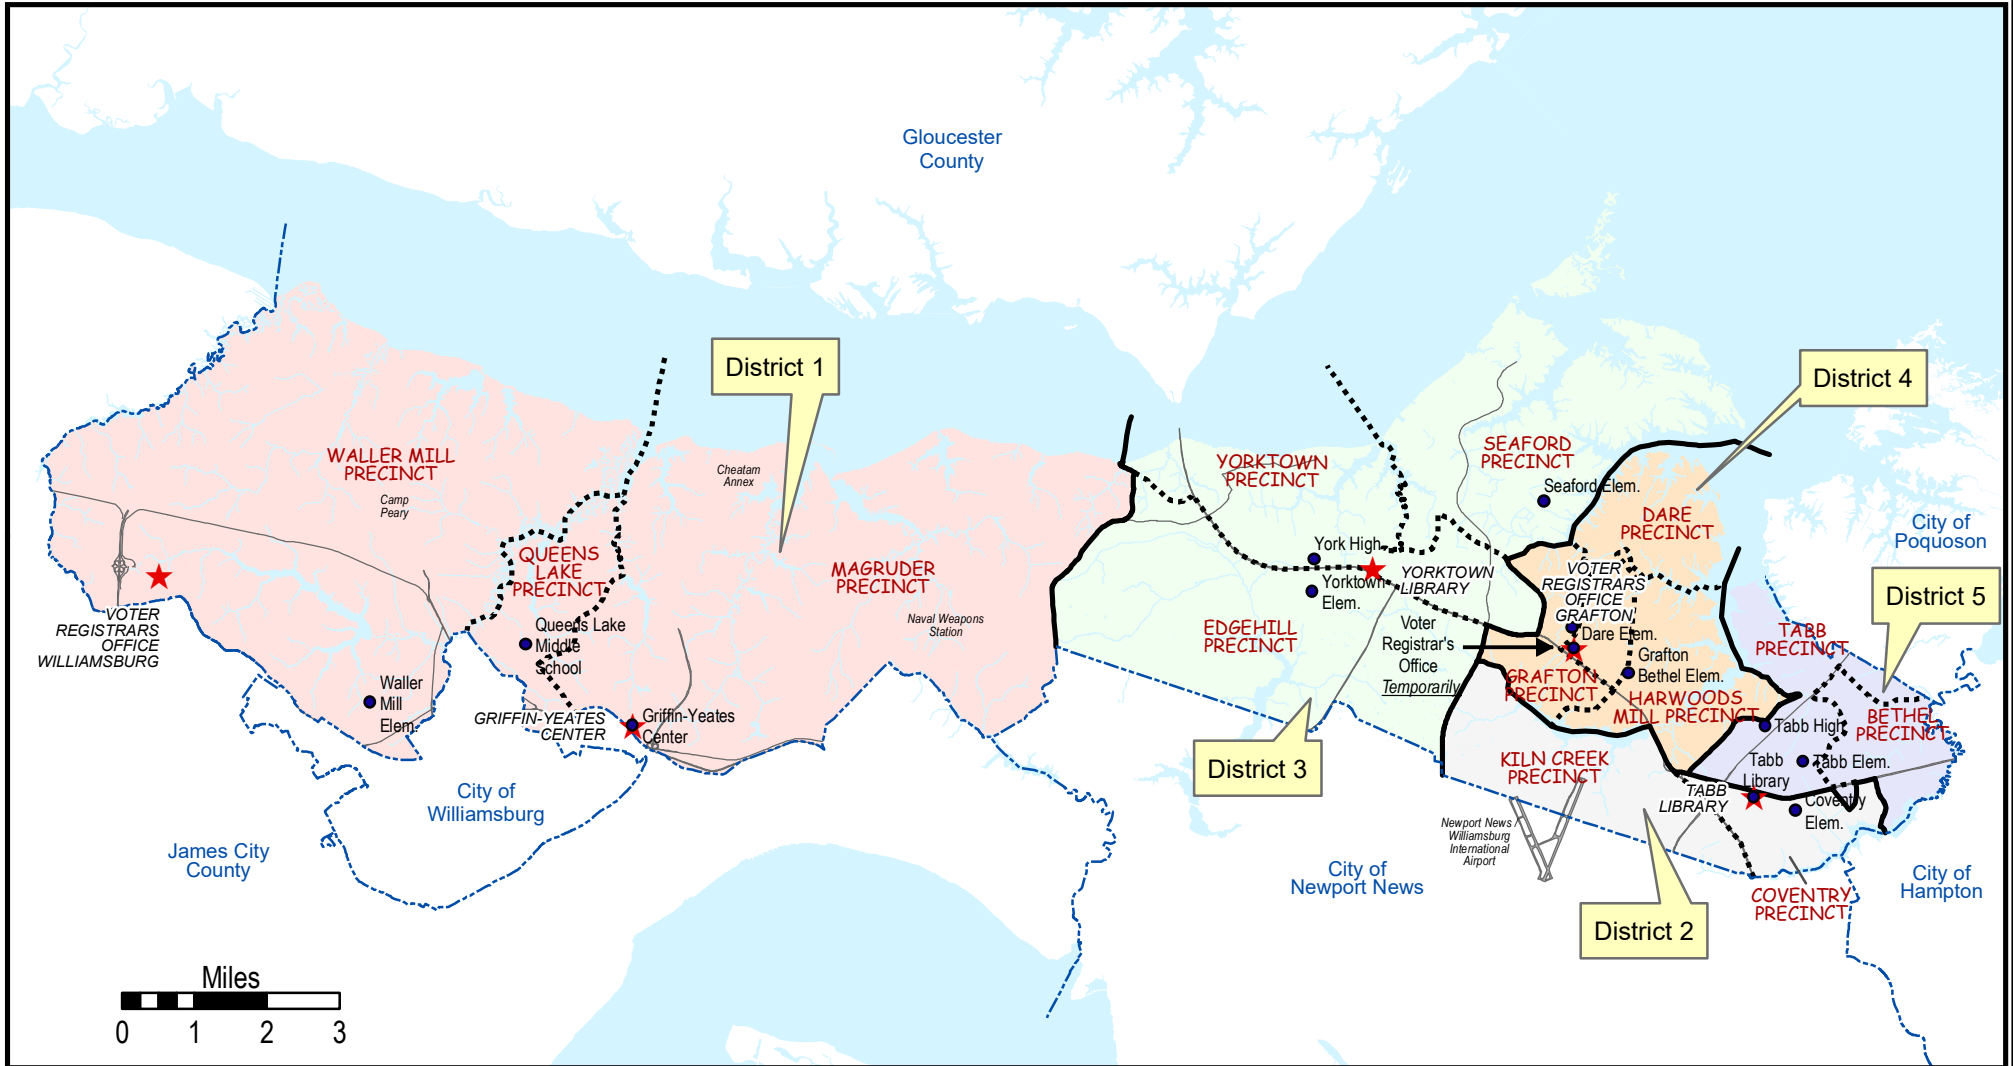 Gloucester
County
District 1
District 4
WALLER MILL
PRECINCT
Camp
Peary
Cheatam
Annex
YORKTOWN
PRECINCT
SEAFORD
PRECINCT
Seaford Elem.
DARE
PRECINCT
City of
Poquoson
QUEENS
LAKE
PRECINCT
MAGRUDER
PRECINCT
York High
Yorktown
Elem.
YORKTOWN
LIBRARY
VOTER
REGISTRARS
OFFICE
GRAFTON
District 5
VOTER
REGISTRARS
OFFICE
WILLIAMSBURG
Queens Lake
Middle
School
Naval Weapons
Station
EDGEHILL
PRECINCT
Voter
Registrar's
Office
Temporarily
Dare Elem.
Grafton
Bethel Elem.
TABB
PRECINCT
Waller
Mill
Elem.
GRIFFIN-YEATES
CENTER
Griffin-Yeates
Center
GRAFTON
PRECINCT
HARWOODS
MILL PRECINCT
Tabb High
BETHEL
PRECINCT
District 3
KILN CREEK
PRECINCT
Tabb
Library
Tabb Elem.
TABB
LIBRARY
Coventry
Elem.
City of
Williamsburg
James City
County
Newport News /
Williamsburg
International
Airport
City of
Newport News
City of
Hampton
COVENTRY
PRECINCT
District 2
Miles
0 1 2 3